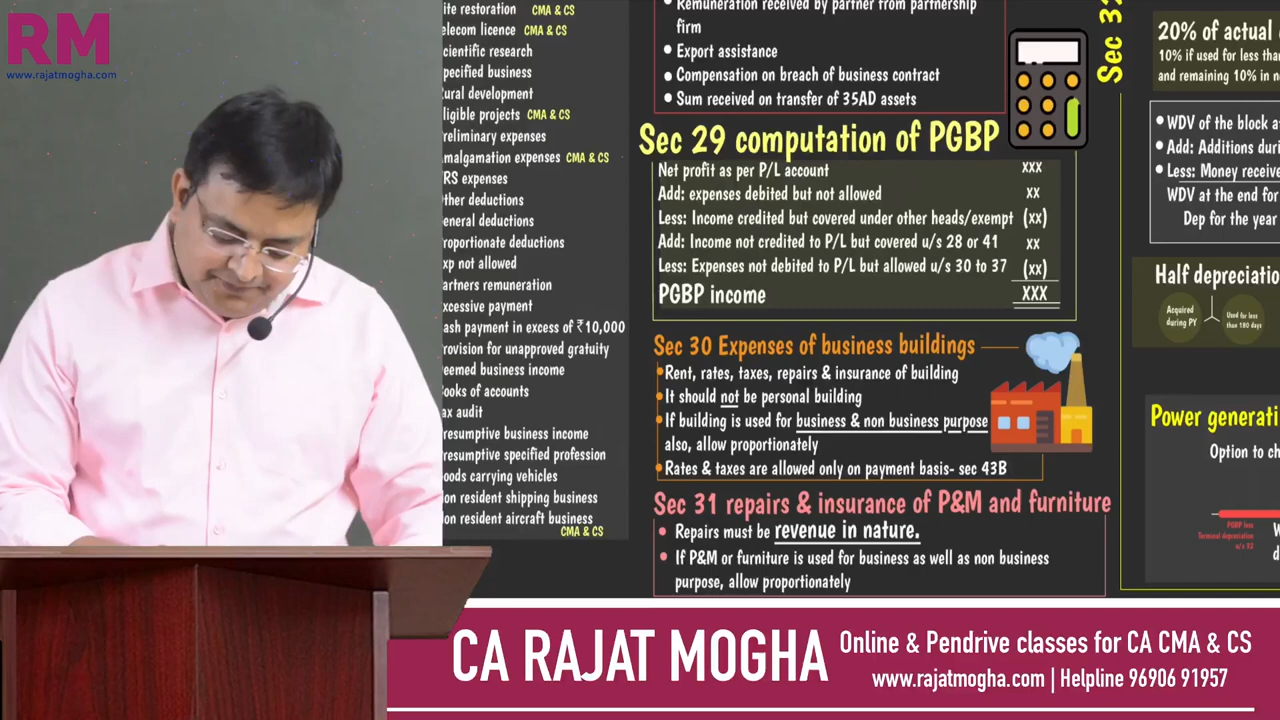 RM
www.rajatmogha.com
ite restoration CMA & CS
elecom licence CMA & CS
cientific research
pecified business
ural development
ligible projects CMA & CS
reliminary expenses
malgamation expenses CMA & CS
RS expenses
ther deductions
eneral deductions
roportionate deductions
xp not allowed
artners remuneration
xcessive payment
ash payment in excess of ₹10,000
rovision for unapproved gratuity
eemed business income
ooks of accounts
ax audit
resumptive business income
resumptive specified profession
oods carrying vehicles
on resident shipping business
on resident aircraft business
CMA & CS
Remuneration received by partner from partnership
firm
• Export assistance
• Compensation on breach of business contract
• Sum received on transfer of 35AD assets
Sec 29 computation of PGBP
Net profit as per P/L account xxx
Add: expenses debited but not allowed xx
Less: Income credited but covered under other heads/exempt (xx)
Add: Income not credited to P/L but covered u/s 28 or 41 xx
Less: Expenses not debited to P/L but allowed u/s 30 to 37 (xx)
PGBP income XXX
Sec 30 Expenses of business buildings
• Rent, rates, taxes, repairs & insurance of building
• It should not be personal building
• If building is used for business & non business purpose
also, allow proportionately
• Rates & taxes are allowed only on payment basis- sec 43B
Sec 31 repairs & insurance of P&M and furniture
• Repairs must be revenue in nature.
• If P&M or furniture is used for business as well as non business
purpose, allow proportionately
Sec 32
20% of actual
10% if used for less than
and remaining 10% in n
• WDV of the block a
• Add: Additions duri
• Less: Money receive
WDV at the end for
Dep for the year
Half depreciatio
Acquired
during PY
Used for less
than 180 days
Power generati
Option to ch
PGBP loss
Terminal depreciation
u/s 32
W
d
CA RAJAT MOGHA
Online & Pendrive classes for CA CMA & CS
www.rajatmogha.com | Helpline 96906 91957